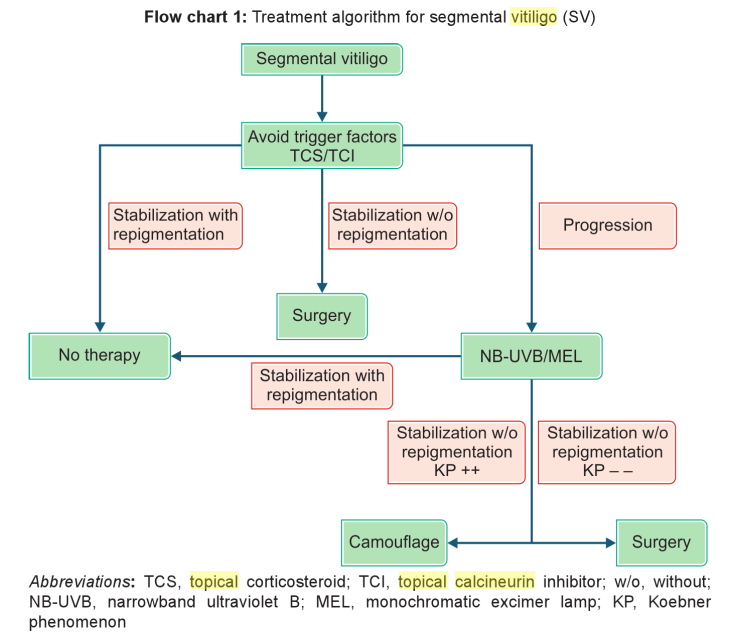 Flow chart 1: Treatment algorithm for segmental vitiligo (SV)
Segmental vitiligo
Avoid trigger factors
TCS/TCI
Stabilization with
repigmentation
Stabilization w/o
repigmentation
Progression
Surgery
No therapy
NB-UVB/MEL
Stabilization with
repigmentation
Stabilization w/o
repigmentation
KP ++
Stabilization w/o
repigmentation
KP – –
Camouflage
Surgery
Abbreviations: TCS, topical corticosteroid; TCI, topical calcineurin inhibitor; w/o, without;
NB-UVB, narrowband ultraviolet B; MEL, monochromatic excimer lamp; KP, Koebner
phenomenon